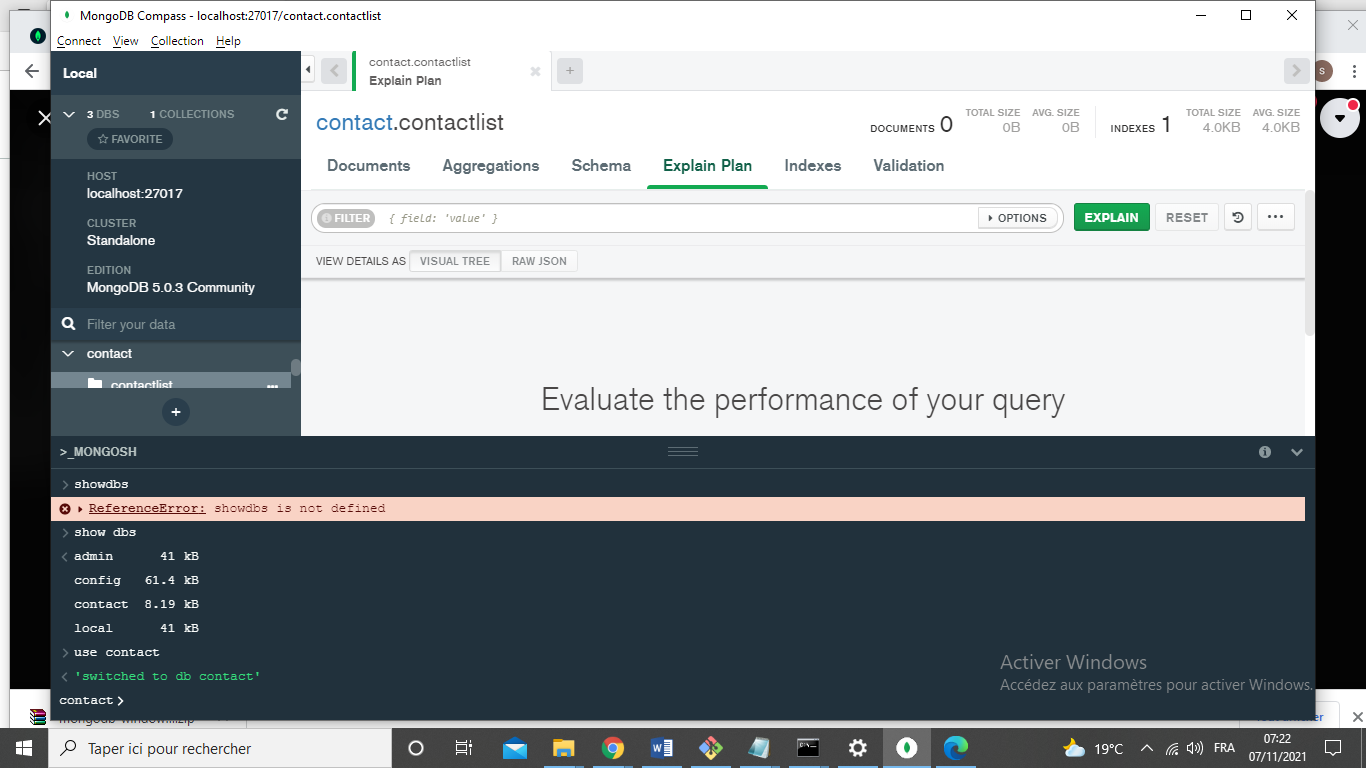 MongoDB Compass - localhost:27017/contact.contactlist
Connect View Collection Help
Local
3 DBS 1 COLLECTIONS
FAVORITE
HOST
localhost:27017
CLUSTER
Standalone
EDITION
MongoDB 5.0.3 Community
Filter your data
contact
contactlist
contact.contactlist
Explain Plan
contact.contactlist
DOCUMENTS 0
TOTAL SIZE
0B
AVG. SIZE
0B
INDEXES 1
TOTAL SIZE
4.0KB
AVG. SIZE
4.0KB
Documents Aggregations Schema Explain Plan Indexes Validation
FILTER { field: 'value' } OPTIONS EXPLAIN RESET
VIEW DETAILS AS VISUAL TREE RAW JSON
Evaluate the performance of your query
>_MONGOSH
showdbs
ReferenceError: showdbs is not defined
show dbs
admin 41 kB
config 61.4 kB
contact 8.19 kB
local 41 kB
use contact
'switched to db contact'
contact>
Activer Windows
Accédez aux paramètres pour activer Windows.
Taper ici pour rechercher
19°C
FRA
07:22
07/11/2021
S